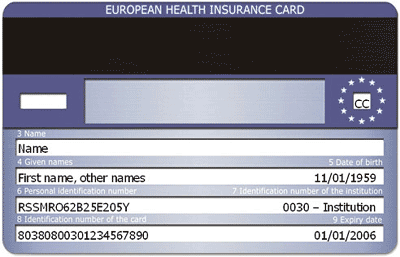 EUROPEAN HEALTH INSURANCE CARD
CC
3 Name
Name
4 Given names 5 Date of birth
First name, other names 11/01/1959
6 Personal identification number 7 Identification number of the institution
RSSMRO62B25E205Y 0030 – Institution
8 Identification number of the card 9 Expiry date
80380800301234567890 01/01/2006